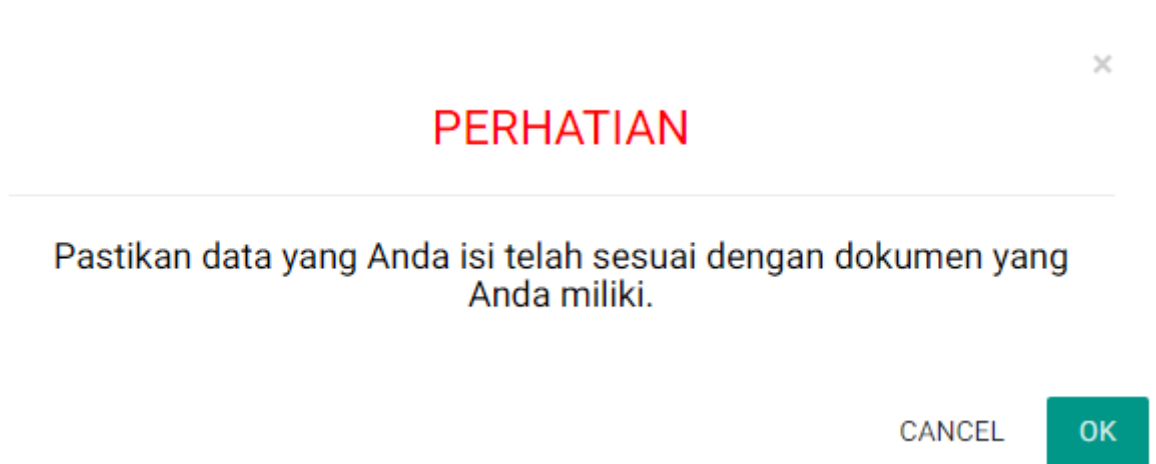 ×
PERHATIAN
Pastikan data yang Anda isi telah sesuai dengan dokumen yang
Anda miliki.
CANCEL OK